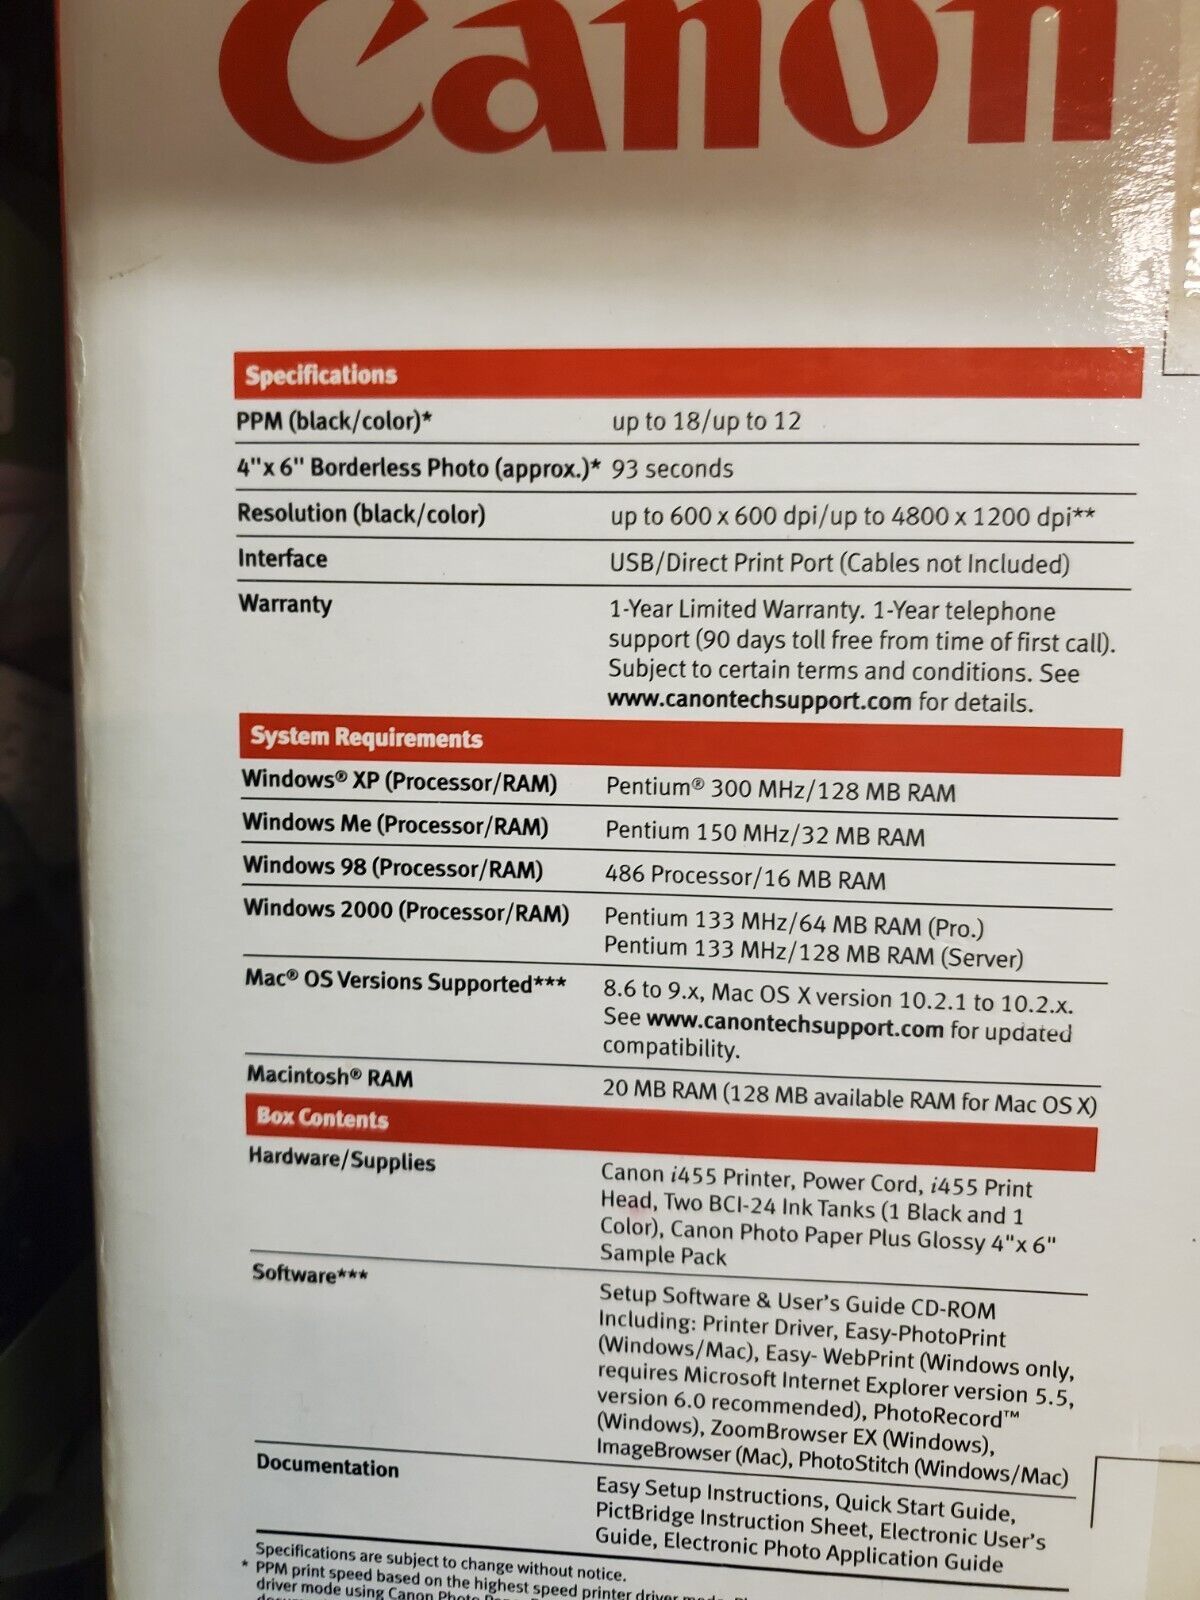 Canon
Specifications
PPM (black/color)* up to 18/up to 12
4"x 6" Borderless Photo (approx.)* 93 seconds
Resolution (black/color) up to 600 x 600 dpi/up to 4800 x 1200 dpi**
Interface USB/Direct Print Port (Cables not Included)
Warranty 1-Year Limited Warranty. 1-Year telephone
support (90 days toll free from time of first call).
Subject to certain terms and conditions. See
www.canontechsupport.com for details.
System Requirements
Windows® XP (Processor/RAM) Pentium® 300 MHz/128 MB RAM
Windows Me (Processor/RAM) Pentium 150 MHz/32 MB RAM
Windows 98 (Processor/RAM) 486 Processor/16 MB RAM
Windows 2000 (Processor/RAM) Pentium 133 MHz/64 MB RAM (Pro.)
Pentium 133 MHz/128 MB RAM (Server)
Mac® OS Versions Supported*** 8.6 to 9.x, Mac OS X version 10.2.1 to 10.2.x.
See www.canontechsupport.com for updated
compatibility.
Macintosh® RAM 20 MB RAM (128 MB available RAM for Mac OS X)
Box Contents
Hardware/Supplies Canon i455 Printer, Power Cord, i455 Print
Head, Two BCI-24 Ink Tanks (1 Black and 1
Color), Canon Photo Paper Plus Glossy 4"x 6"
Sample Pack
Software*** Setup Software & User's Guide CD-ROM
Including: Printer Driver, Easy-PhotoPrint
(Windows/Mac), Easy- WebPrint (Windows only,
requires Microsoft Internet Explorer version 5.5,
version 6.0 recommended), PhotoRecord™
(Windows), ZoomBrowser EX (Windows),
ImageBrowser (Mac), PhotoStitch (Windows/Mac)
Documentation Easy Setup Instructions, Quick Start Guide,
PictBridge Instruction Sheet, Electronic User's
Guide, Electronic Photo Application Guide
Specifications are subject to change without notice.
* PPM print speed based on the highest speed printer driver mode.
driver mode using Canon Photo